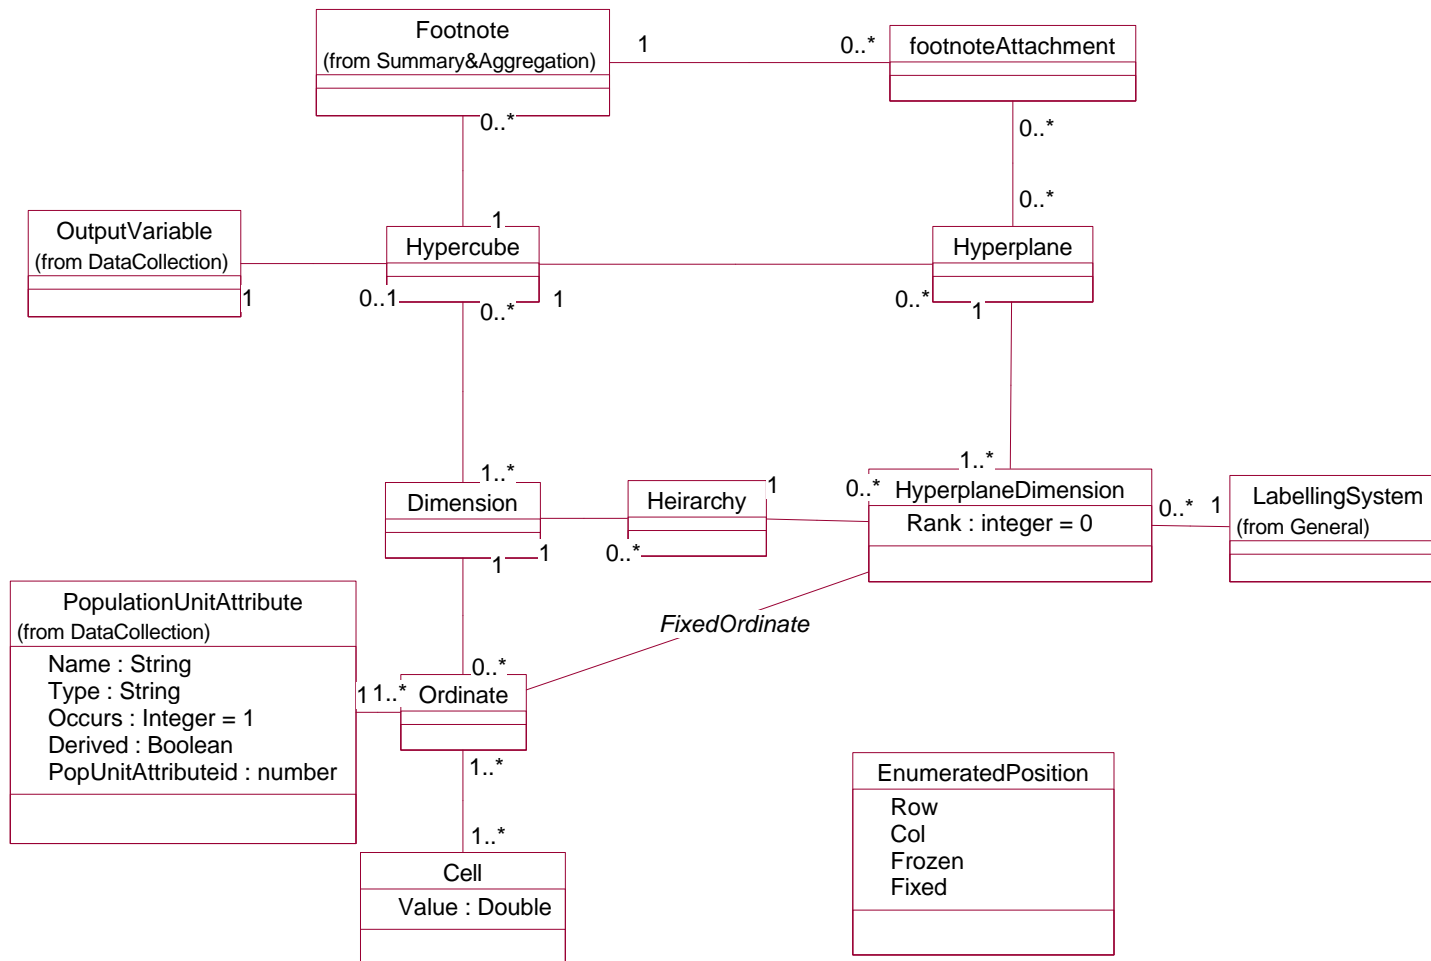 Footnote
(from Summary&Aggregation)
1
0..*
footnoteAttachment
0..*
0..*
0..*
1
OutputVariable
(from DataCollection)
Hypercube
Hyperplane
1
0..1
0..*
1
0..*
1
1..*
1..*
Dimension
Heirarchy
1
0..*
HyperplaneDimension
Rank : integer = 0
0..*
1
LabellingSystem
(from General)
1
1
0..*
PopulationUnitAttribute
(from DataCollection)
Name : String
Type : String
Occurs : Integer = 1
Derived : Boolean
PopUnitAttributeid : number
FixedOrdinate
0..*
1
1..*
Ordinate
1..*
1..*
Cell
Value : Double
EnumeratedPosition
Row
Col
Frozen
Fixed